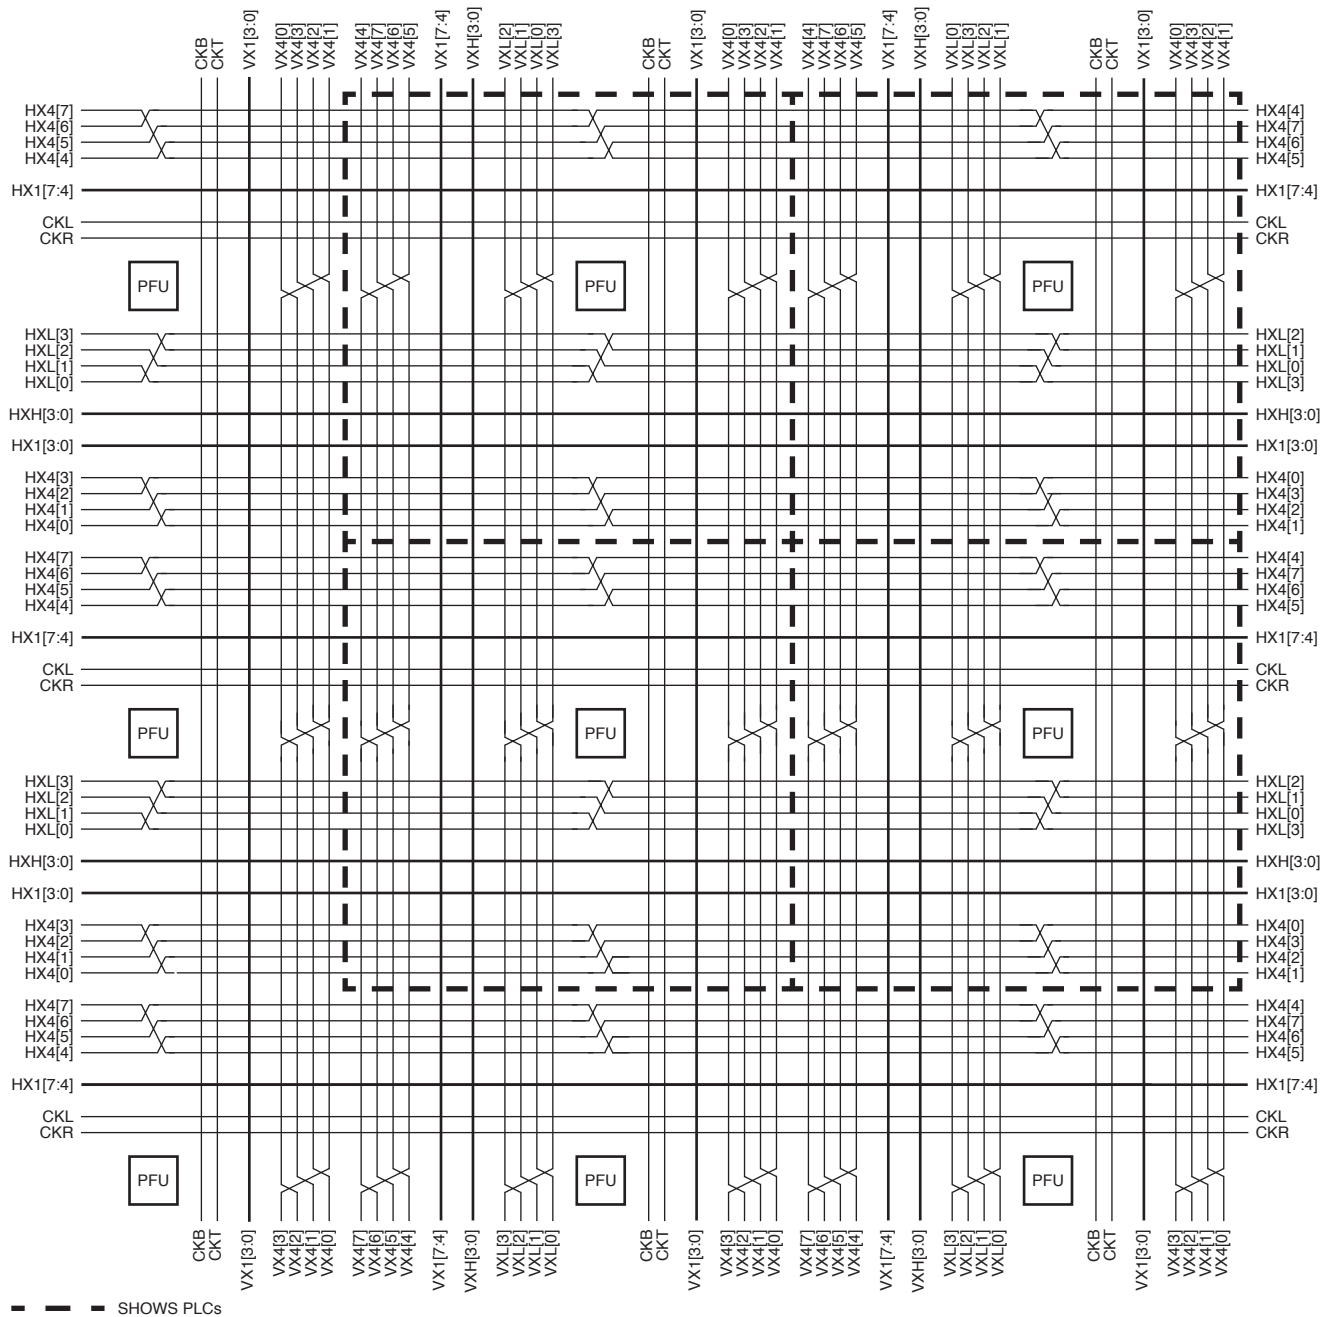 CKB CKT VX1[3:0] VX4[0] VX4[3] VX4[2] VX4[1] VX4[4] VX4[7] VX4[6] VX4[5] VX1[7:4] VXH[3:0] VXL[2] VXL[1] VXL[0] VXL[3] CKB CKT VX1[3:0] VX4[0] VX4[3] VX4[2] VX4[1] VX4[4] VX4[7] VX4[6] VX4[5] VX1[7:4] VXH[3:0] VXL[0] VXL[3] VXL[2] VXL[1] CKB CKT VX1[3:0] VX4[0] VX4[3] VX4[2] VX4[1]
HX4[7] HX4[4]
HX4[6] HX4[7]
HX4[5] HX4[6]
HX4[4] HX4[5]
HX1[7:4] HX1[7:4]
CKL CKL
CKR CKR
PFU PFU PFU
HXL[3] HXL[2]
HXL[2] HXL[1]
HXL[1] HXL[0]
HXL[0] HXL[3]
HXH[3:0] HXH[3:0]
HX1[3:0] HX1[3:0]
HX4[3] HX4[0]
HX4[2] HX4[3]
HX4[1] HX4[2]
HX4[0] HX4[1]
HX4[7] HX4[4]
HX4[6] HX4[7]
HX4[5] HX4[6]
HX4[4] HX4[5]
HX1[7:4] HX1[7:4]
CKL CKL
CKR CKR
PFU PFU PFU
HXL[3] HXL[2]
HXL[2] HXL[1]
HXL[1] HXL[0]
HXL[0] HXL[3]
HXH[3:0] HXH[3:0]
HX1[3:0] HX1[3:0]
HX4[3] HX4[0]
HX4[2] HX4[3]
HX4[1] HX4[2]
HX4[0] HX4[1]
HX4[7] HX4[4]
HX4[6] HX4[7]
HX4[5] HX4[6]
HX4[4] HX4[5]
HX1[7:4] HX1[7:4]
CKL CKL
CKR CKR
PFU PFU PFU
CKB CKT VX1[3:0] VX4[3] VX4[2] VX4[1] VX4[0] VX4[7] VX4[6] VX4[5] VX4[4] VX1[7:4] VXH[3:0] VXL[3] VXL[2] VXL[1] VXL[0] CKB CKT VX1[3:0] VX4[3] VX4[2] VX4[1] VX4[0] VX4[7] VX4[6] VX4[5] VX4[4] VX1[7:4] VXH[3:0] VXL[3] VXL[2] VXL[1] VXL[0] CKB CKT VX1[3:0] VX4[3] VX4[2] VX4[1] VX4[0]
SHOWS PLCs